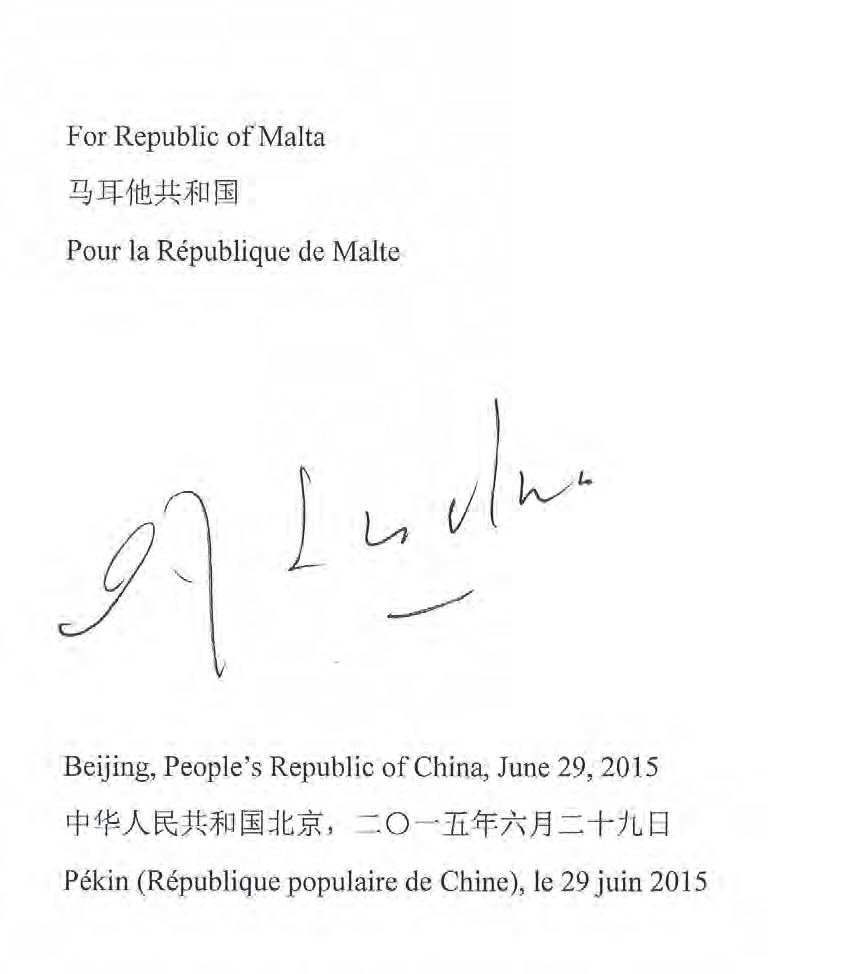 For Republic of Malta
马耳他共和国
Pour la République de Malte
Beijing, People's Republic of China, June 29, 2015
中华人民共和国北京，二〇一五年六月二十九日
Pékin (République populaire de Chine), le 29 juin 2015